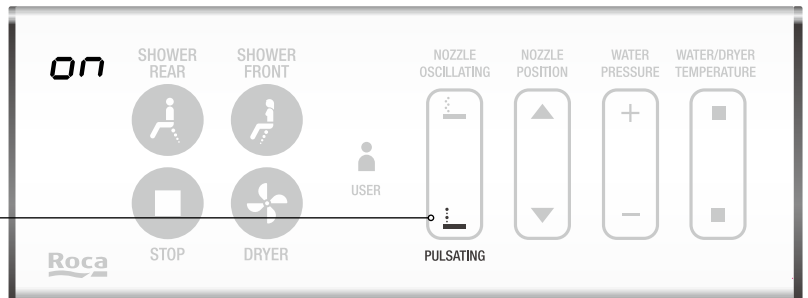 on
SHOWER
REAR
SHOWER
FRONT
NOZZLE
OSCILLATING
NOZZLE
POSITION
WATER
PRESSURE
WATER/DRYER
TEMPERATURE
USER
STOP
DRYER
PULSATING
Roca